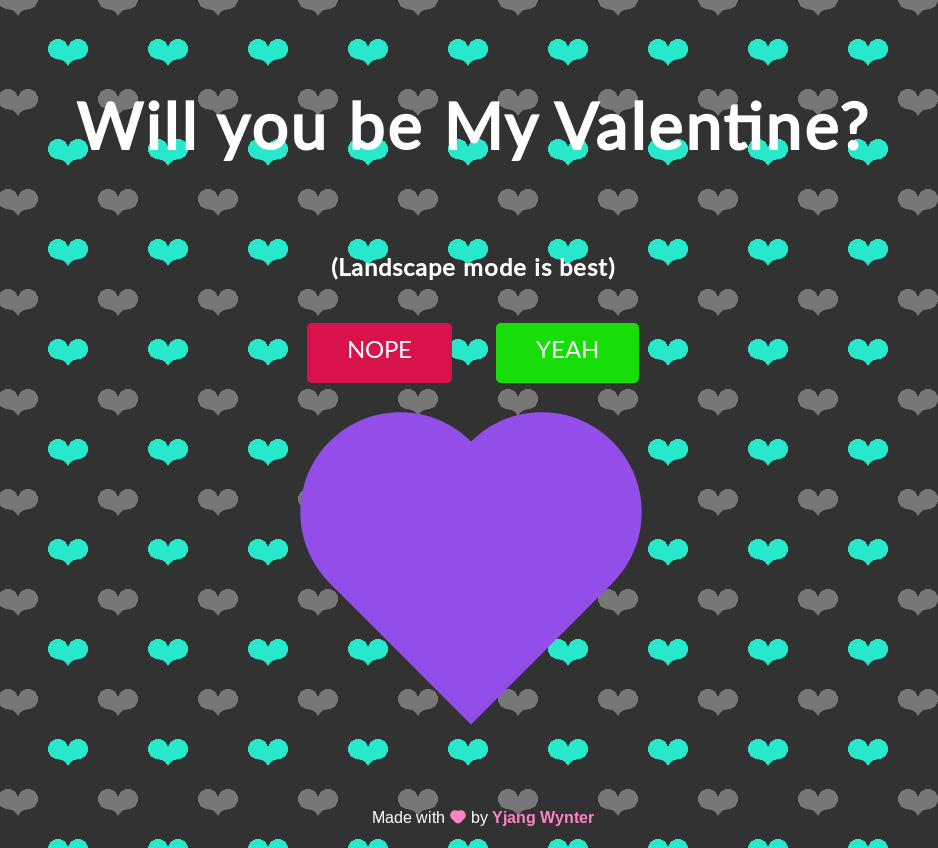 Will you be My Valentine?
(Landscape mode is best)
NOPE YEAH
Made with by Yjang Wynter